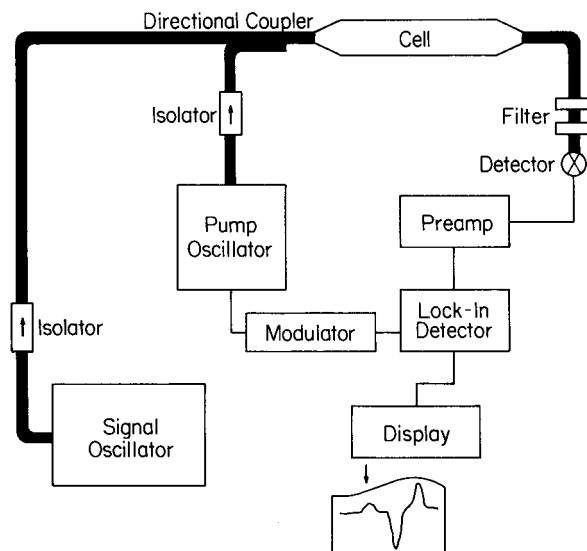 Directional Coupler
Cell
Isolator
Filter
Detector
Pump
Oscillator
Preamp
Isolator
Modulator
Lock-In
Detector
Signal
Oscillator
Display